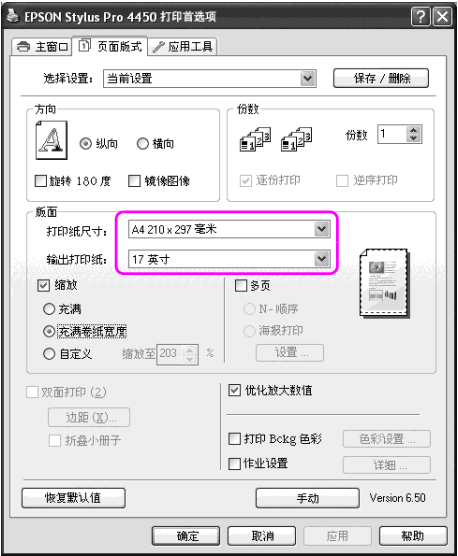 EPSON Stylus Pro 4450 打印首选项
主窗口 页面版式 应用工具
选择设置: 当前设置 保存 / 删除
方向 份数
A 纵向 横向 份数 1
旋转 180 度 镜像图像 逐份打印 逆序打印
版面
打印纸尺寸: A4 210 x 297 毫米
输出打印纸: 17 英寸
缩放 多页
充满 N-顺序
充满卷纸宽度 海报打印
自定义 缩放至 203 % 设置 ...
双面打印 (2) 优化放大数值
边距 (X)...
折叠小册子 打印 Bckg 色彩 色彩设置 ...
作业设置 详细 ...
恢复默认值 手动 Version 6.50
确定 取消 应用 帮助